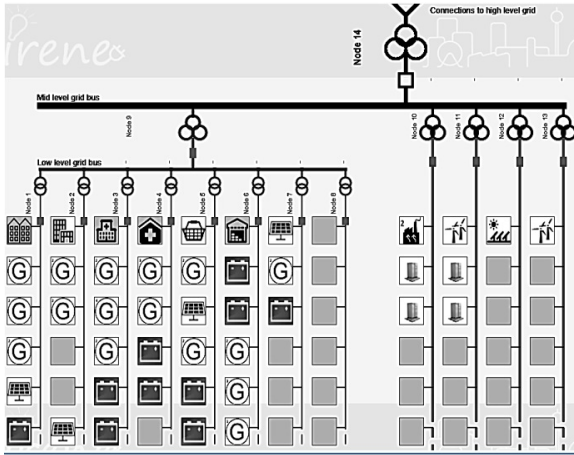 Connections to high level grid
irene
Node 14
Mid level grid bus
Node 9
Node 10
Node 11
Node 12
Node 13
Low level grid bus
Node 1
Node 2
Node 3
Node 4
Node 5
Node 6
Node 7
Node 8
2
G G G G G G
G G G G
G G G G
G
G